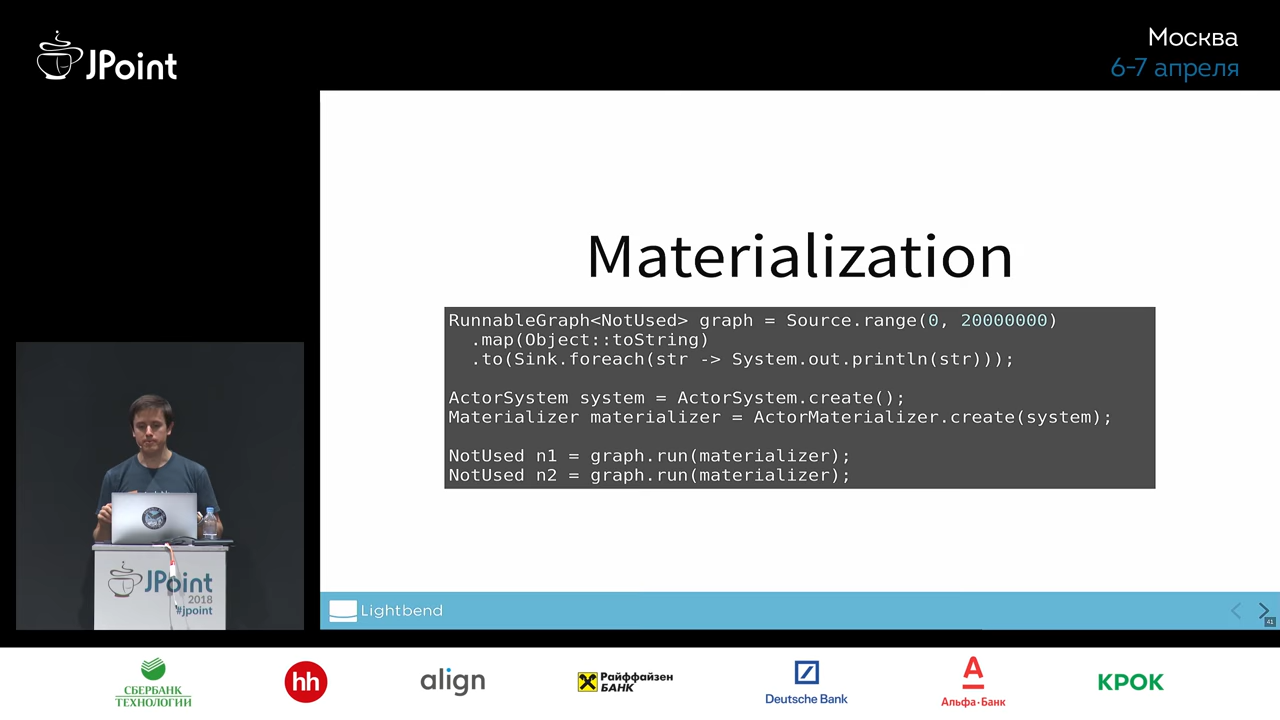 JPoint
Москва
6-7 апреля
Materialization
RunnableGraph<NotUsed> graph = Source.range(0, 20000000)
.map(Object::toString)
.to(Sink.foreach(str -> System.out.println(str)));
ActorSystem system = ActorSystem.create();
Materializer materializer = ActorMaterializer.create(system);
NotUsed n1 = graph.run(materializer);
NotUsed n2 = graph.run(materializer);
JPoint
2018
#jpoint
Lightbend
41
СБЕРБАНК
ТЕХНОЛОГИИ
hh
align
Райффайзен
БАНК
Deutsche Bank
А
Альфа·Банк
КРОК